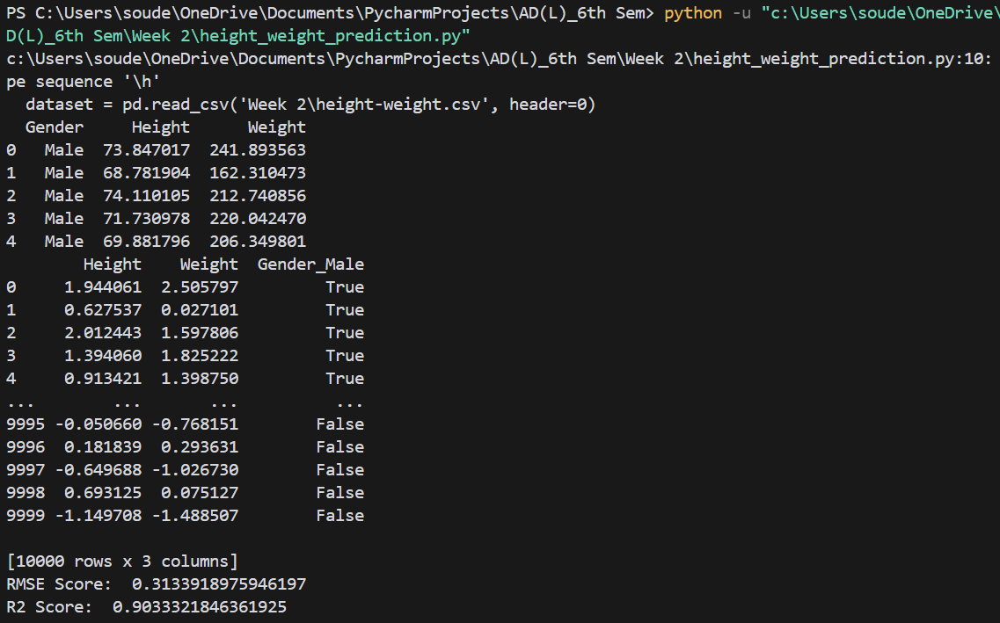 PS C:\Users\soude\OneDrive\Documents\PycharmProjects\AD(L)_6th Sem> python -u "c:\Users\soude\OneDrive\
D(L)_6th Sem\Week 2\height_weight_prediction.py"
c:\Users\soude\OneDrive\Documents\PycharmProjects\AD(L)_6th Sem\Week 2\height_weight_prediction.py:10:
pe sequence '\h'
  dataset = pd.read_csv('Week 2\height-weight.csv', header=0)
  Gender     Height      Weight
0   Male  73.847017  241.893563
1   Male  68.781904  162.310473
2   Male  74.110105  212.740856
3   Male  71.730978  220.042470
4   Male  69.881796  206.349801
        Height    Weight  Gender_Male
0     1.944061  2.505797         True
1     0.627537  0.027101         True
2     2.012443  1.597806         True
3     1.394060  1.825222         True
4     0.913421  1.398750         True
...        ...       ...          ...
9995 -0.050660 -0.768151        False
9996  0.181839  0.293631        False
9997 -0.649688 -1.026730        False
9998  0.693125  0.075127        False
9999 -1.149708 -1.488507        False
[10000 rows x 3 columns]
RMSE Score:  0.3133918975946197
R2 Score:  0.9033321846361925